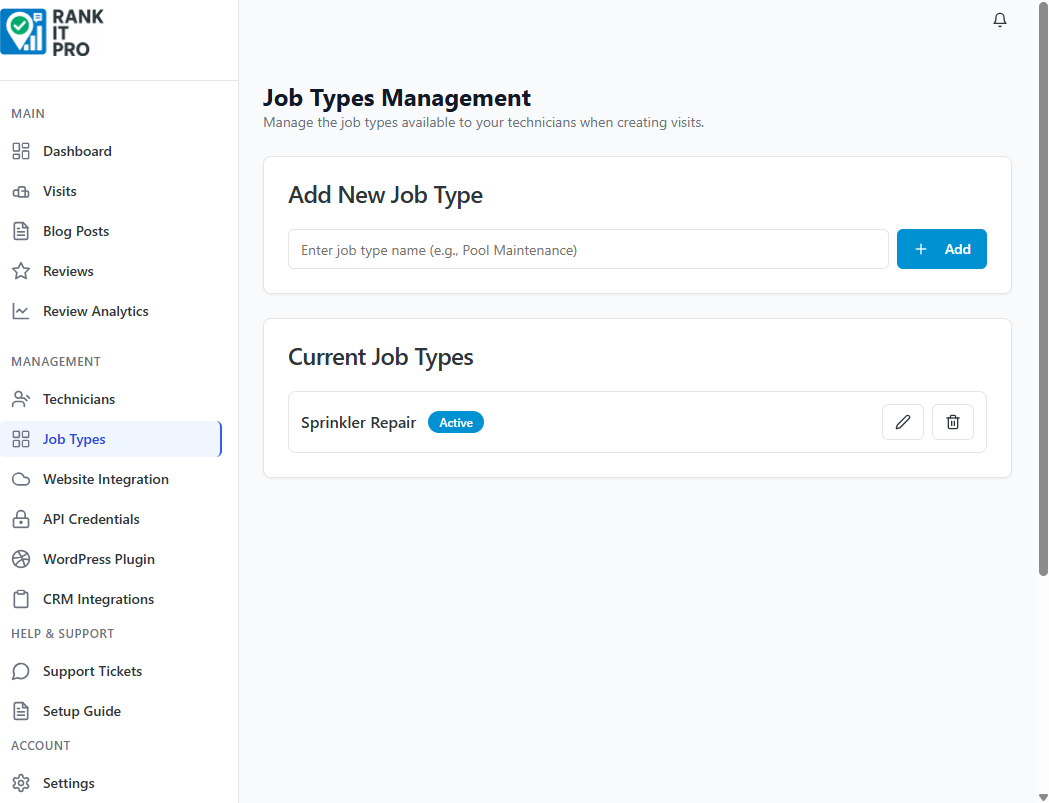 RANK
IT
PRO
MAIN
Dashboard
Visits
Blog Posts
Reviews
Review Analytics
MANAGEMENT
Technicians
Job Types
Website Integration
API Credentials
WordPress Plugin
CRM Integrations
HELP & SUPPORT
Support Tickets
Setup Guide
ACCOUNT
Settings
Job Types Management
Manage the job types available to your technicians when creating visits.
Add New Job Type
Enter job type name (e.g., Pool Maintenance)
Add
Current Job Types
Sprinkler Repair Active